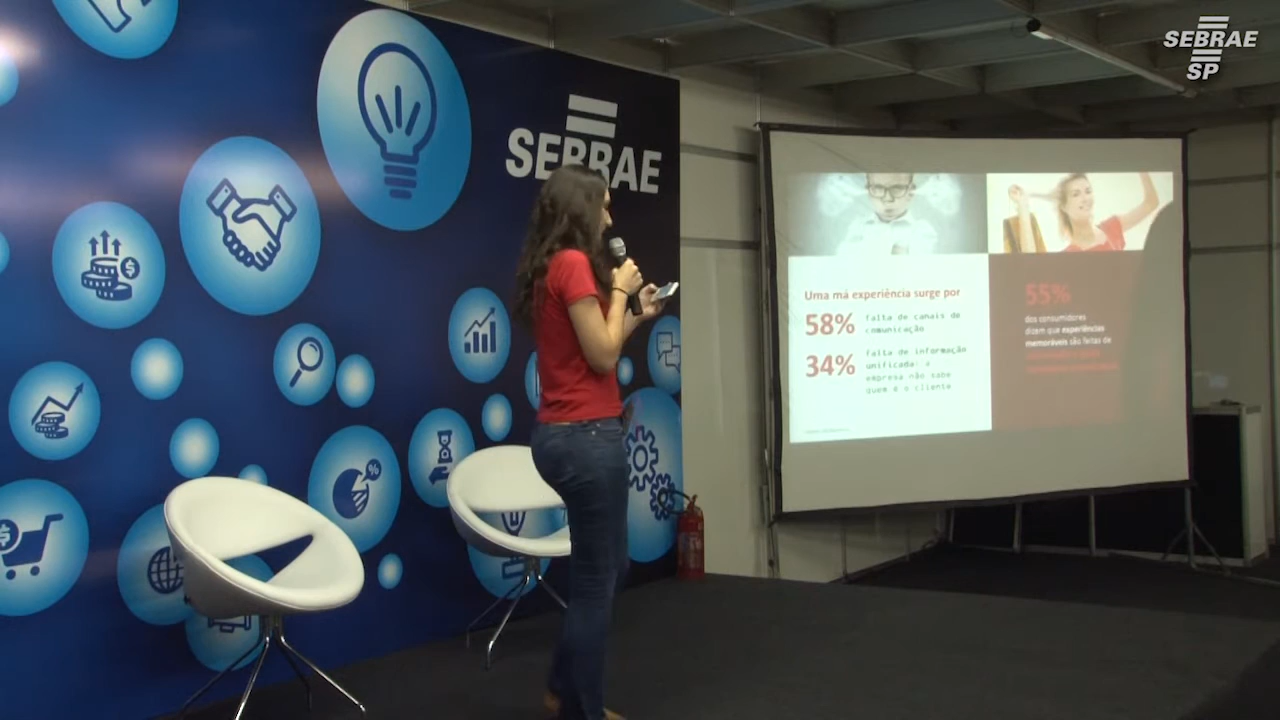 SEBRAE
SP
SEBRAE
Uma má experiência surge por
58% falta de canais de
comunicação
34% falta de informação
unificada: a
empresa não sabe
quem é o cliente
55%
dos consumidores
dizem que experiências
memoráveis são feitas de
$
%
$